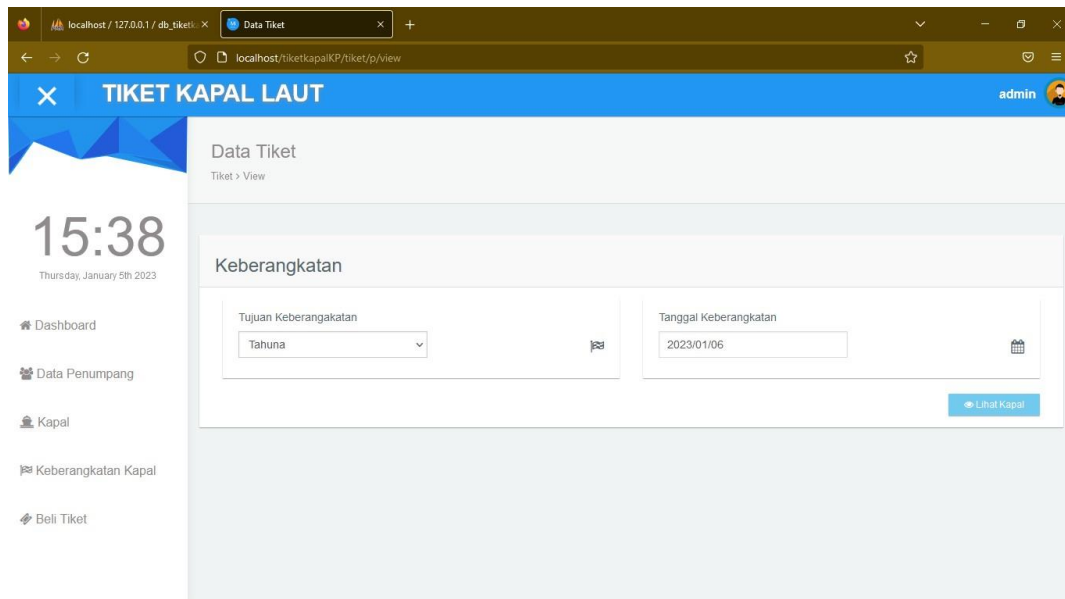 localhost / 127.0.0.1 / db_tiketk
Data Tiket
localhost/tiketkapalKP/tiket/p/view
TIKET KAPAL LAUT
admin
Data Tiket
Tiket > View
15:38
Thursday, January 5th 2023
Dashboard
Data Penumpang
Kapal
Keberangkatan Kapal
Beli Tiket
Keberangkatan
Tujuan Keberangakatan
Tahuna
Tanggal Keberangkatan
2023/01/06
Lihat Kapal